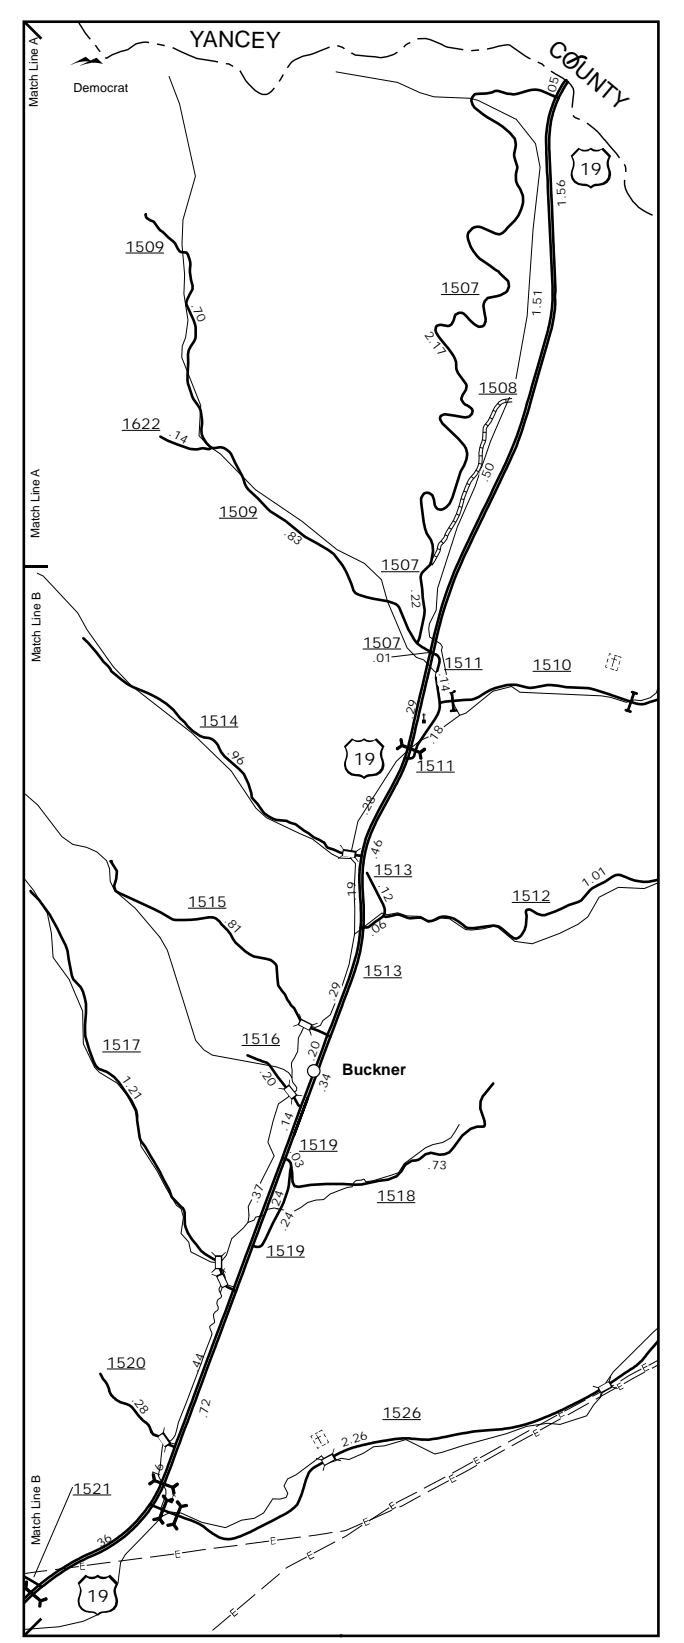 YANCEY
COUNTY
Match Line A
Democrat
.05
19
1.56
1509
1507
.70
1.51
2.17
1508
1622
.14
.50
Match Line A
1509
.83
1507
Match Line B
.22
1507
.01
1511
1510
.14
.29
1514
.18
.96
19
1511
.28
.46
1513
.19
.12
1.01
1515
1512
.81
.06
1513
.29
1516
1517
.20
Buckner
.20
.34
1.21
.14
1519
.03
.73
.37
.24
1518
.24
1519
1520
.44
.28
.72
1526
2.26
1521
Match Line B
.36
E
E
E
E
E
E
E
E
E
E
E
E
E
19
Match Line A